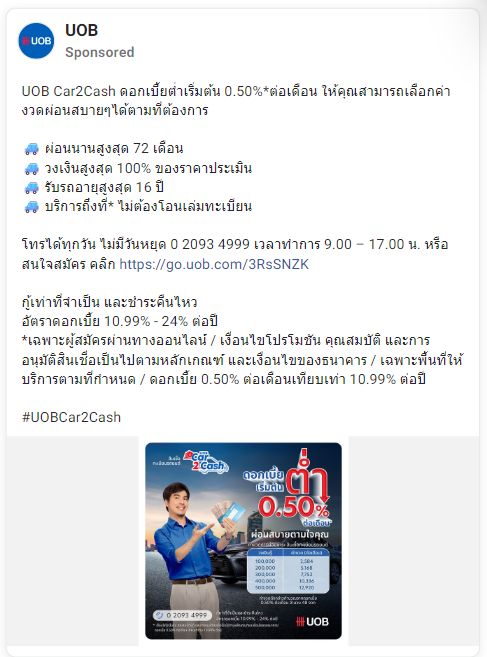 UOB
UOB
Sponsored
UOB Car2Cash ดอกเบี้ยต่ำเริ่มต้น 0.50%*ต่อเดือน ให้คุณสามารถเลือกค่า
งวดผ่อนสบายๆได้ตามที่ต้องการ
ผ่อนนานสูงสุด 72 เดือน
วงเงินสูงสุด 100% ของราคาประเมิน
รับรถอายุสูงสุด 16 ปี
บริการถึงที่* ไม่ต้องโอนเล่มทะเบียน
โทรได้ทุกวัน ไม่มีวันหยุด 0 2093 4999 เวลาทำการ 9.00 – 17.00 น. หรือ
สนใจสมัคร คลิก https://go.uob.com/3RsSNZK
กู้เท่าที่จำเป็น และชำระคืนไหว
อัตราดอกเบี้ย 10.99% - 24% ต่อปี
*เฉพาะผู้สมัครผ่านทางออนไลน์ / เงื่อนไขโปรโมชัน คุณสมบัติ และการ
อนุมัติสินเชื่อเป็นไปตามหลักเกณฑ์ และเงื่อนไขของธนาคาร / เฉพาะพื้นที่ให้
บริการตามที่กำหนด / ดอกเบี้ย 0.50% ต่อเดือนเทียบเท่า 10.99% ต่อปี
#UOBCar2Cash
สินเชื่อ
ทะเบียนรถยนต์
Car
2Cash
ดอกเบี้ย
เริ่มต้น
ต่ำ
0.50%
ต่อเดือน*
ผ่อนสบายตามใจคุณ
100,000 2,584
200,000 5,168
300,000 7,752
400,000 10,336
500,000 12,920
0 2093 4999
UOB